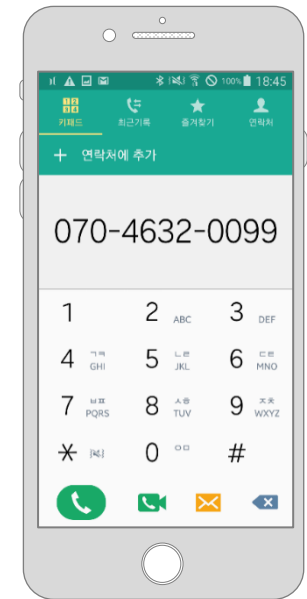 100% 18:45
키패드 최근기록 즐겨찾기 연락처
+ 연락처에 추가
070-4632-0099
1 2 ABC 3 DEF
4 ㄱㅋ GHI 5 ㄴㄹ JKL 6 ㄷㅌ MNO
7 ㅂㅍ PQRS 8 ㅅㅎ TUV 9 ㅈㅊ WXYZ
* 0 ㅇㅁ #